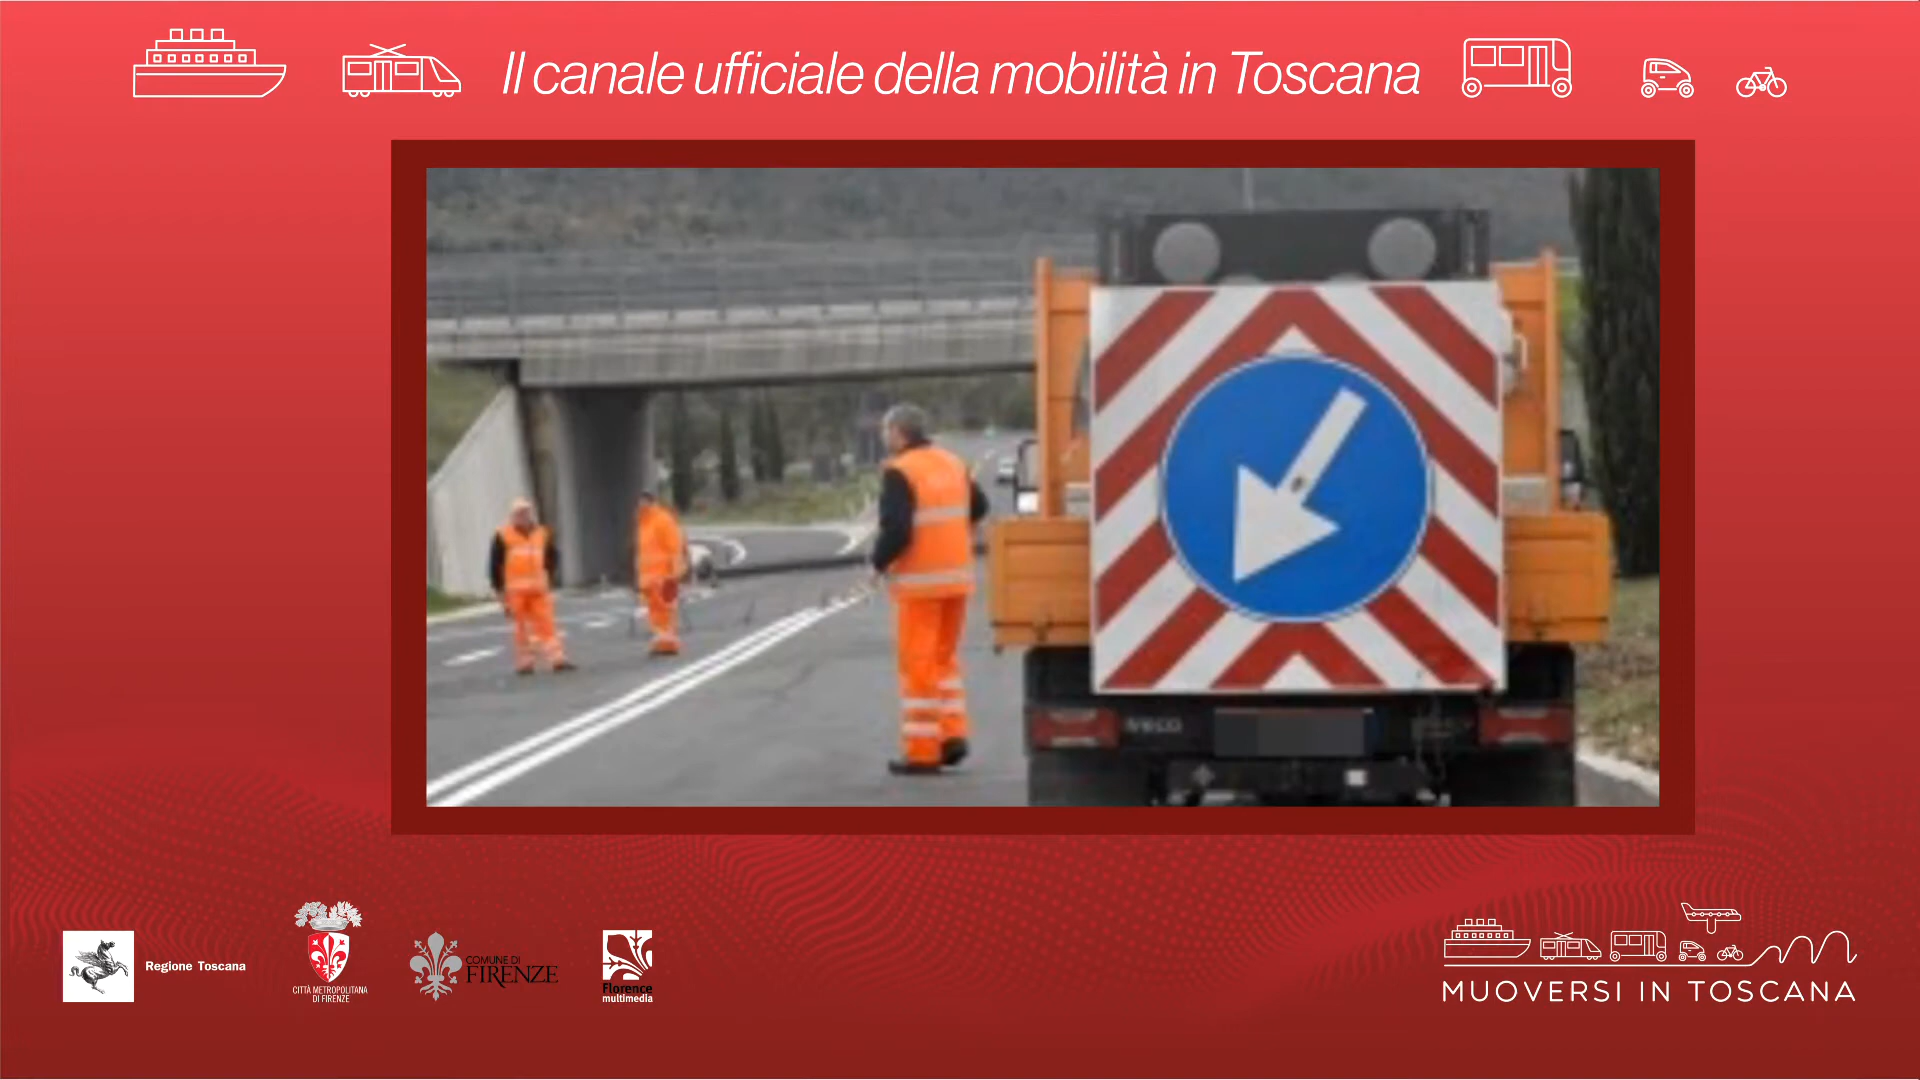 Il canale ufficiale della mobilità in Toscana
IVECO
Regione Toscana
CITTÀ METROPOLITANA
DI FIRENZE
COMUNE DI
FIRENZE
Florence
multimedia
MUOVERSI IN TOSCANA